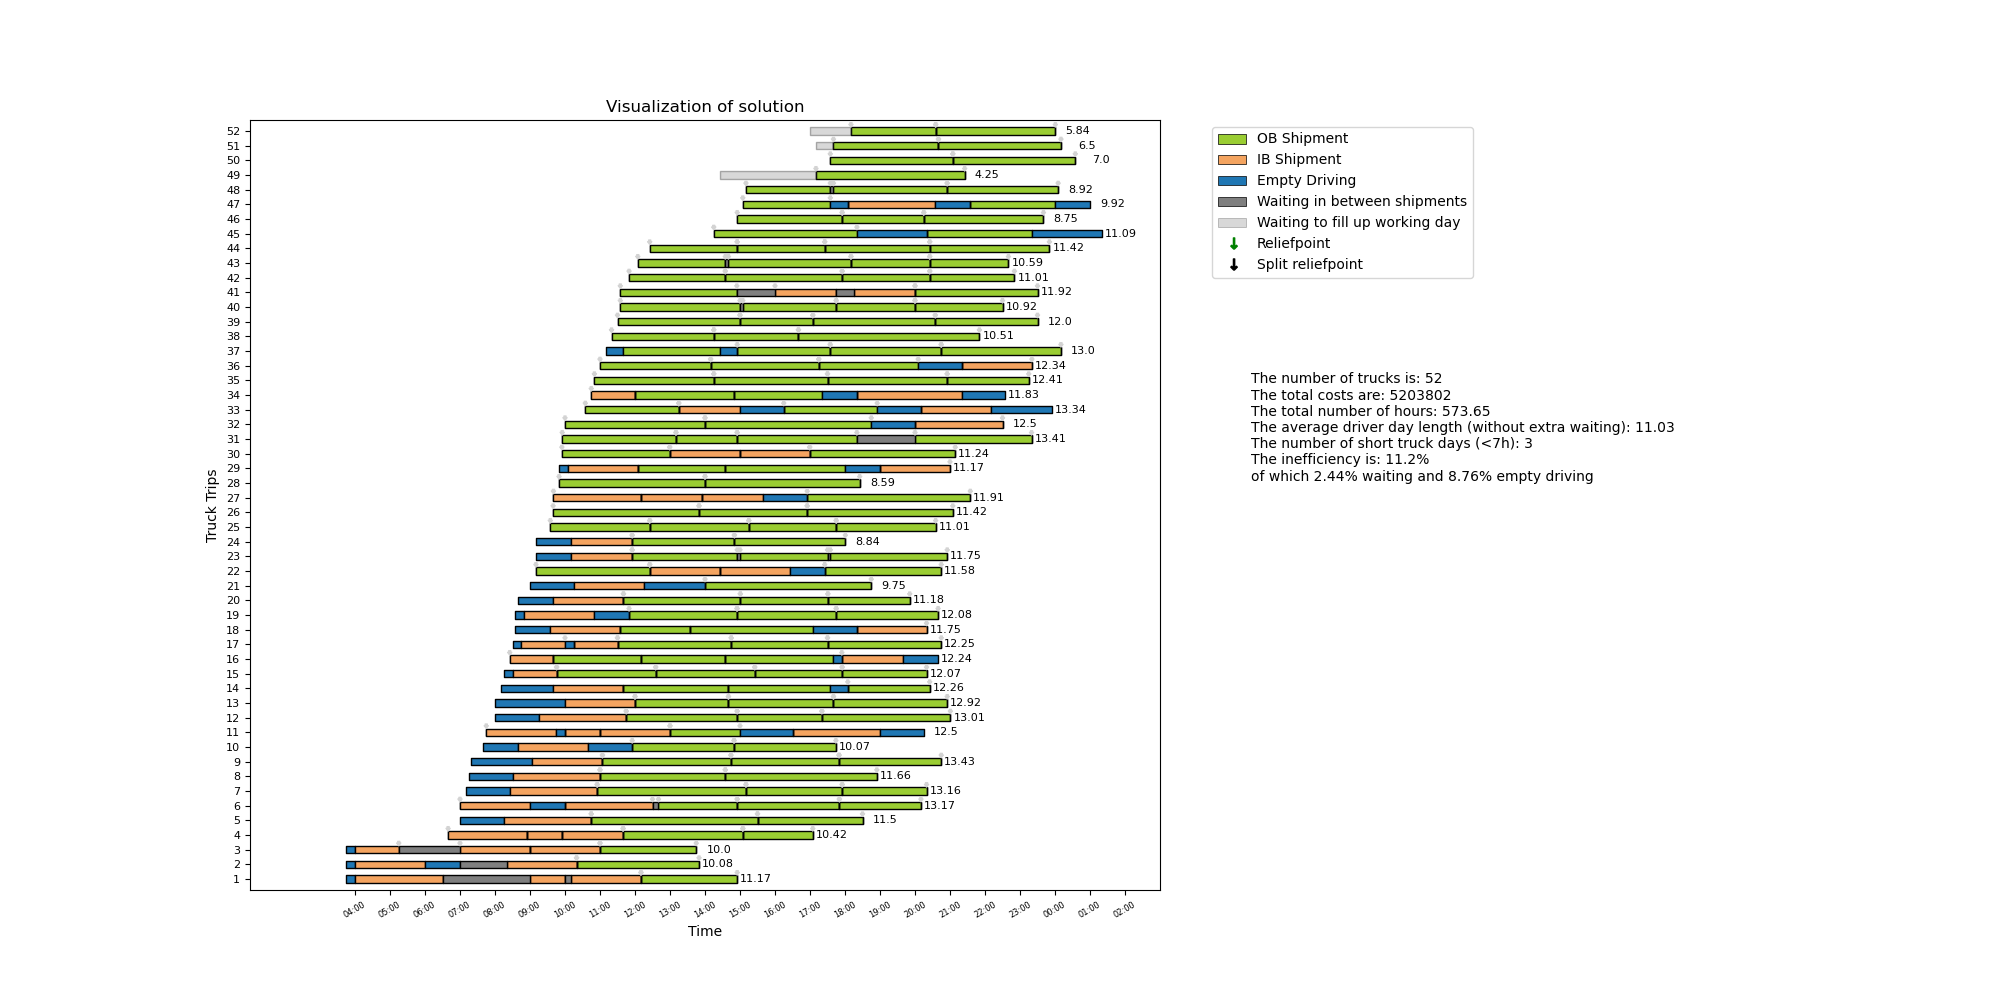 Visualization of solution
Truck Trips
52 5.84
51 6.5
50 7.0
49 4.25
48 8.92
47 9.92
46 8.75
45 11.09
44 11.42
43 10.59
42 11.01
41 11.92
40 10.92
39 12.0
38 10.51
37 13.0
36 12.34
35 12.41
34 11.83
33 13.34
32 12.5
31 13.41
30 11.24
29 11.17
28 8.59
27 11.91
26 11.42
25 11.01
24 8.84
23 11.75
22 11.58
21 9.75
20 11.18
19 12.08
18 11.75
17 12.25
16 12.24
15 12.07
14 12.26
13 12.92
12 13.01
11 12.5
10 10.07
9 13.43
8 11.66
7 13.16
6 13.17
5 11.5
4 10.42
3 10.0
2 10.08
1 11.17
04:00 05:00 06:00 07:00 08:00 09:00 10:00 11:00 12:00 13:00 14:00 15:00 16:00 17:00 18:00 19:00 20:00 21:00 22:00 23:00 00:00 01:00 02:00
Time
OB Shipment
IB Shipment
Empty Driving
Waiting in between shipments
Waiting to fill up working day
Reliefpoint
Split reliefpoint
The number of trucks is: 52
The total costs are: 5203802
The total number of hours: 573.65
The average driver day length (without extra waiting): 11.03
The number of short truck days (<7h): 3
The inefficiency is: 11.2%
of which 2.44% waiting and 8.76% empty driving